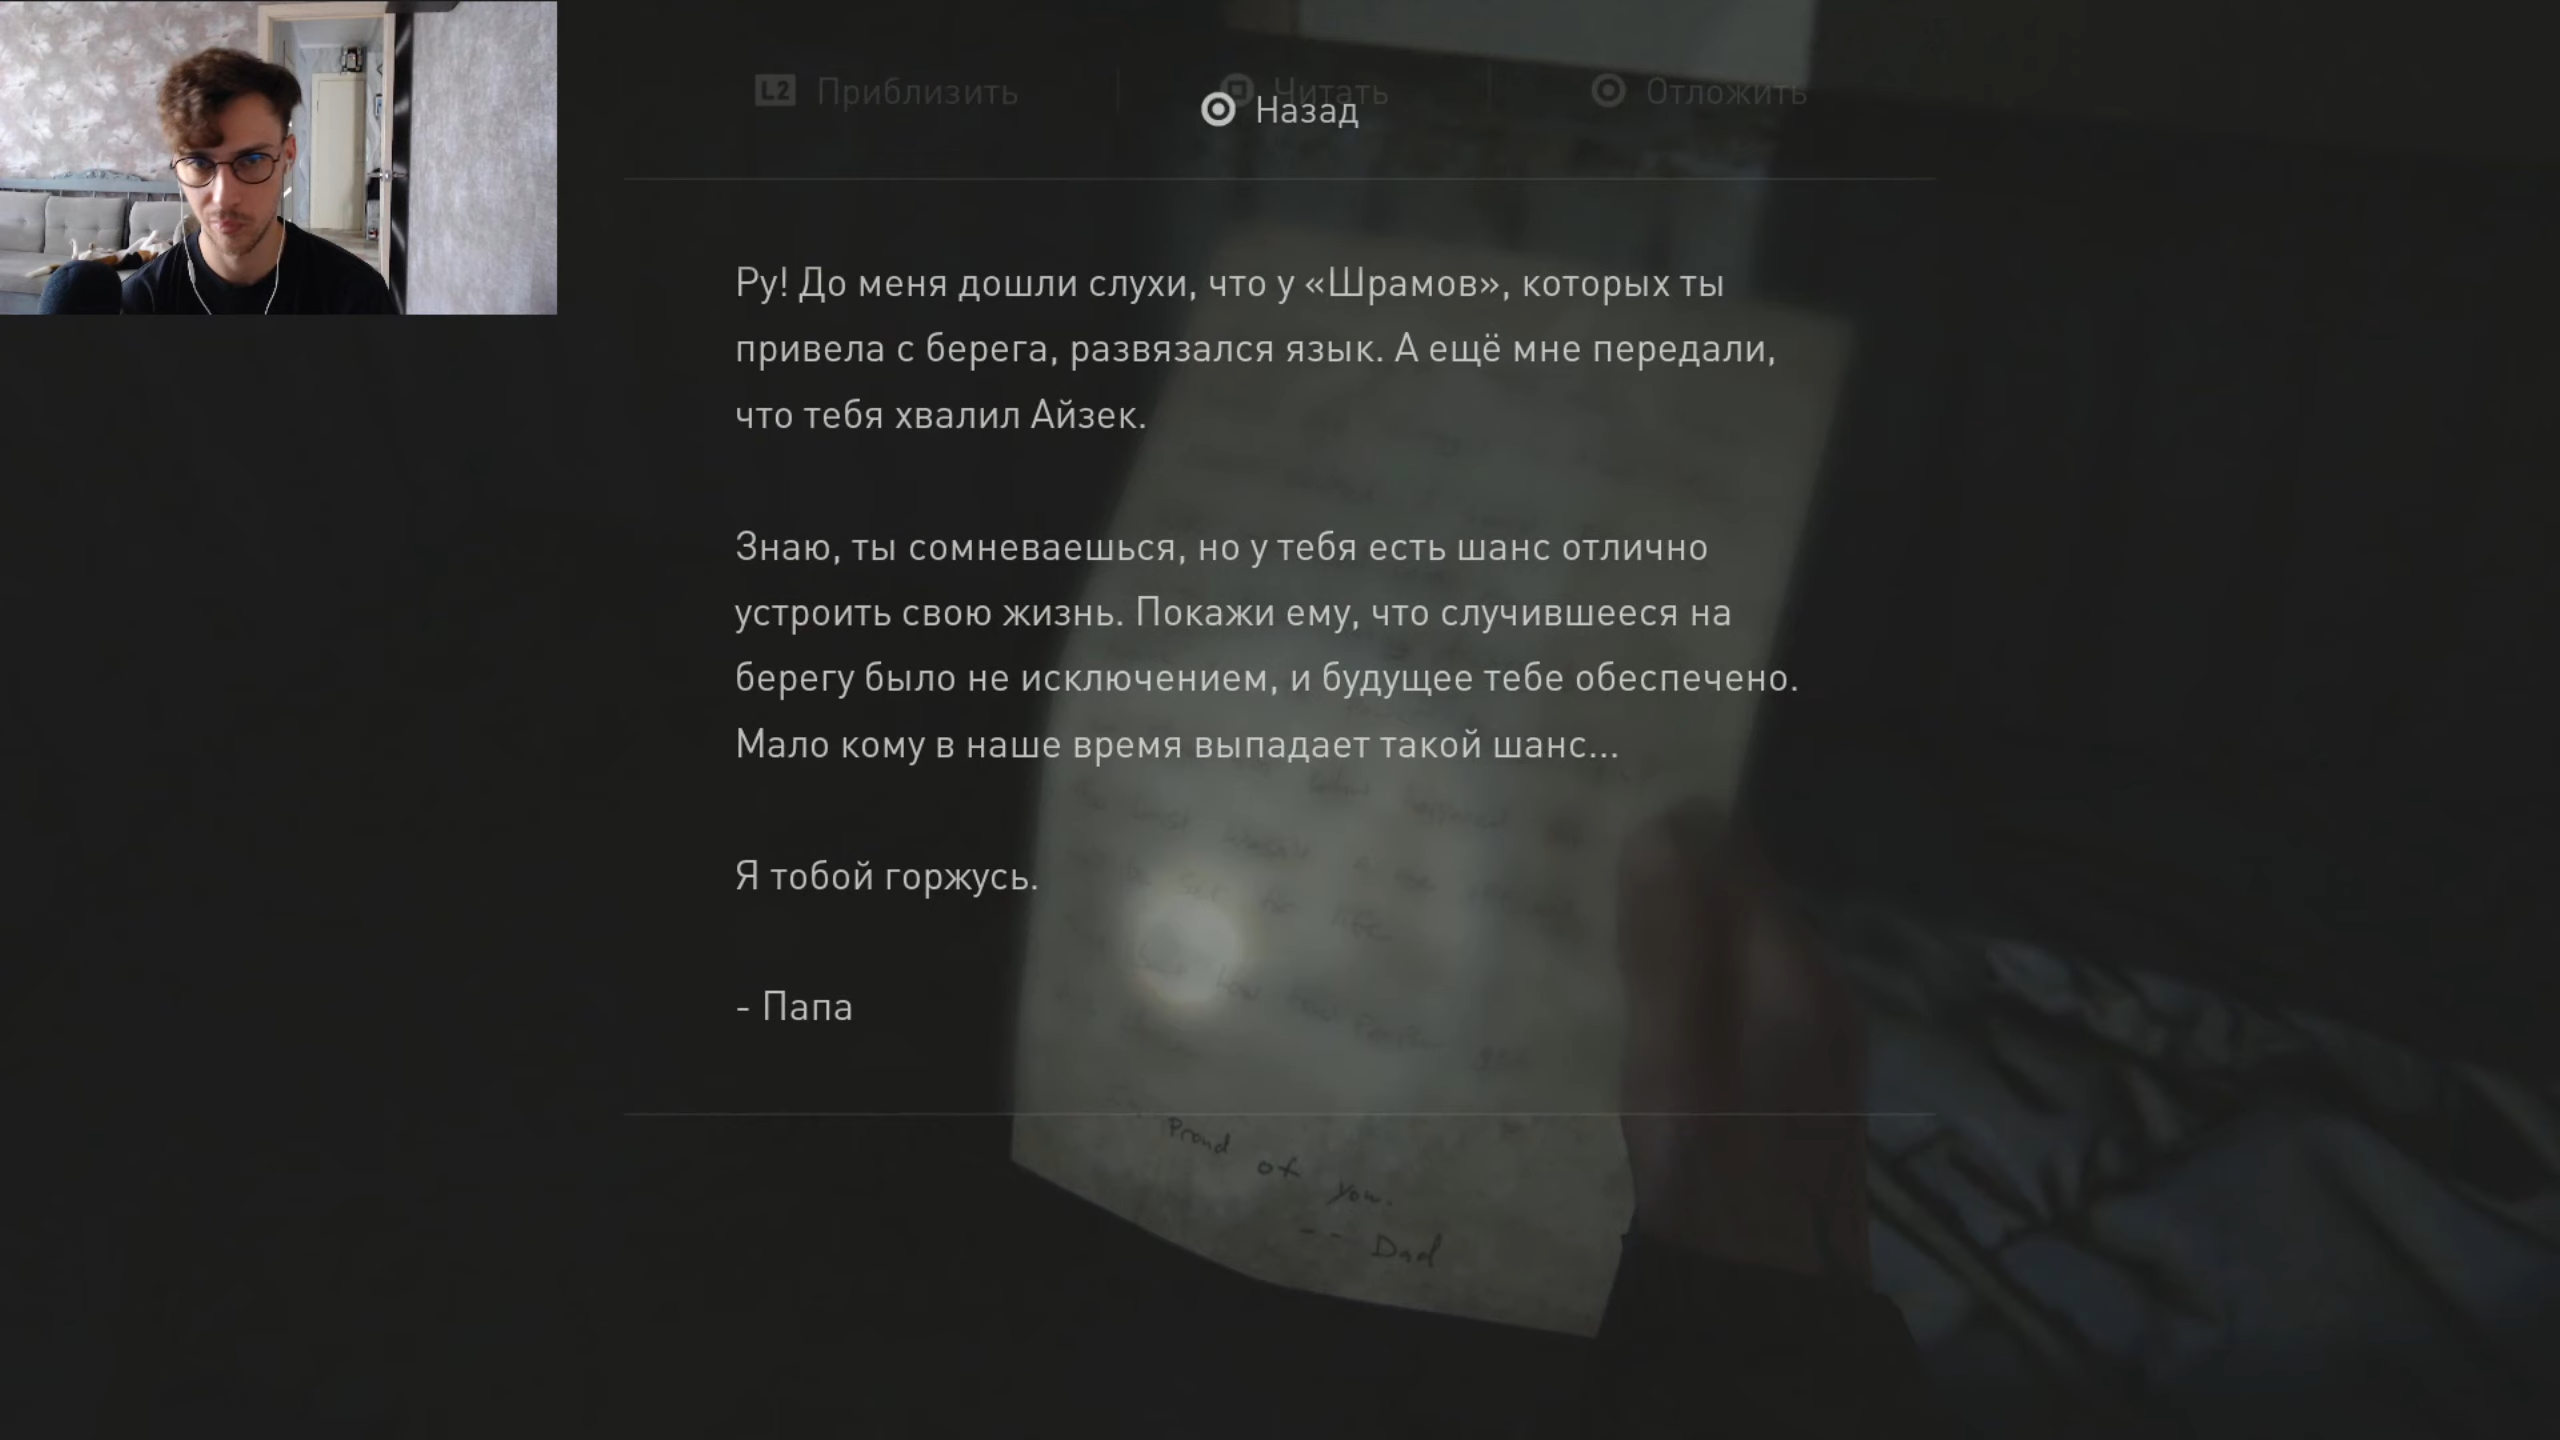 L2 Приблизить
Читать
Отложить
Назад
Ру! До меня дошли слухи, что у «Шрамов», которых ты
привела с берега, развязался язык. А ещё мне передали,
что тебя хвалил Айзек.
Знаю, ты сомневаешься, но у тебя есть шанс отлично
устроить свою жизнь. Покажи ему, что случившееся на
берегу было не исключением, и будущее тебе обеспечено.
Мало кому в наше время выпадает такой шанс...
Я тобой горжусь.
- Папа
Proud of you.
-- Dad